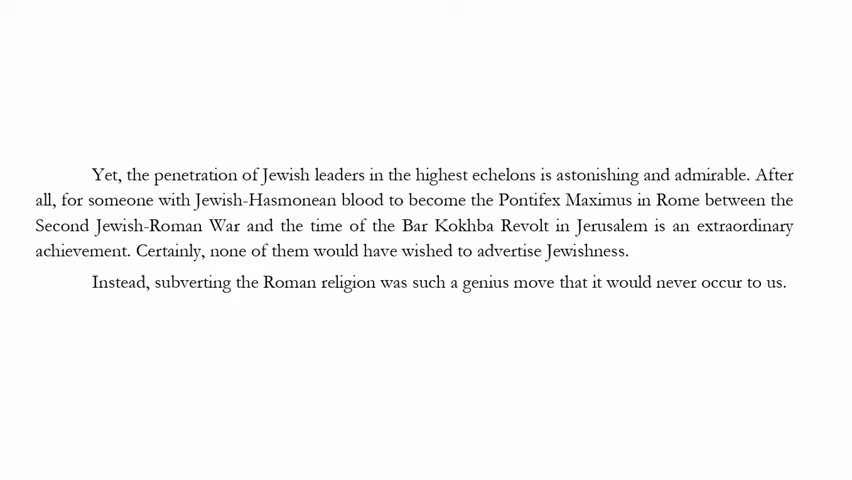 Yet, the penetration of Jewish leaders in the highest echelons is astonishing and admirable. After
all, for someone with Jewish-Hasmonean blood to become the Pontifex Maximus in Rome between the
Second Jewish-Roman War and the time of the Bar Kokhba Revolt in Jerusalem is an extraordinary
achievement. Certainly, none of them would have wished to advertise Jewishness.
Instead, subverting the Roman religion was such a genius move that it would never occur to us.